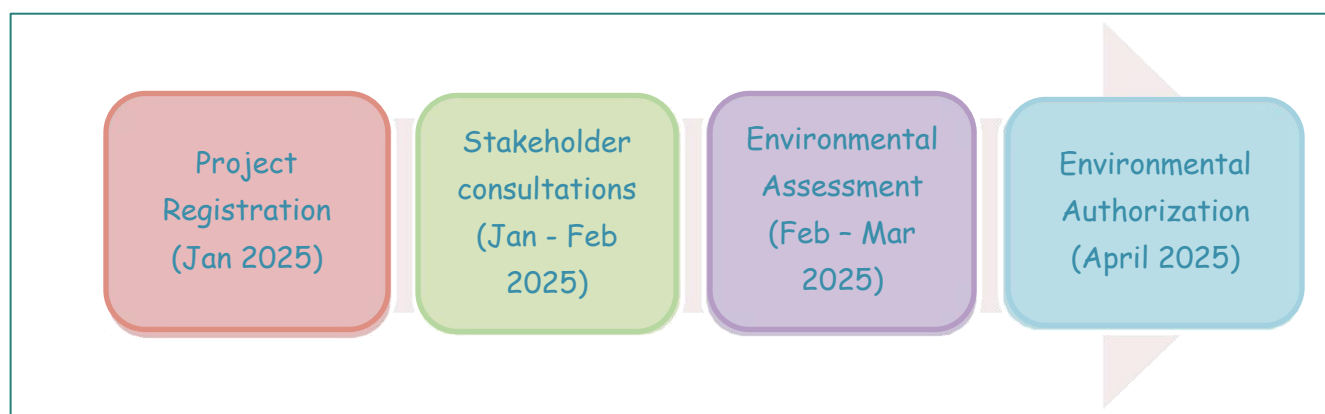 Project
Registration
(Jan 2025)
Stakeholder
consultations
(Jan - Feb
2025)
Environmental
Assessment
(Feb – Mar
2025)
Environmental
Authorization
(April 2025)